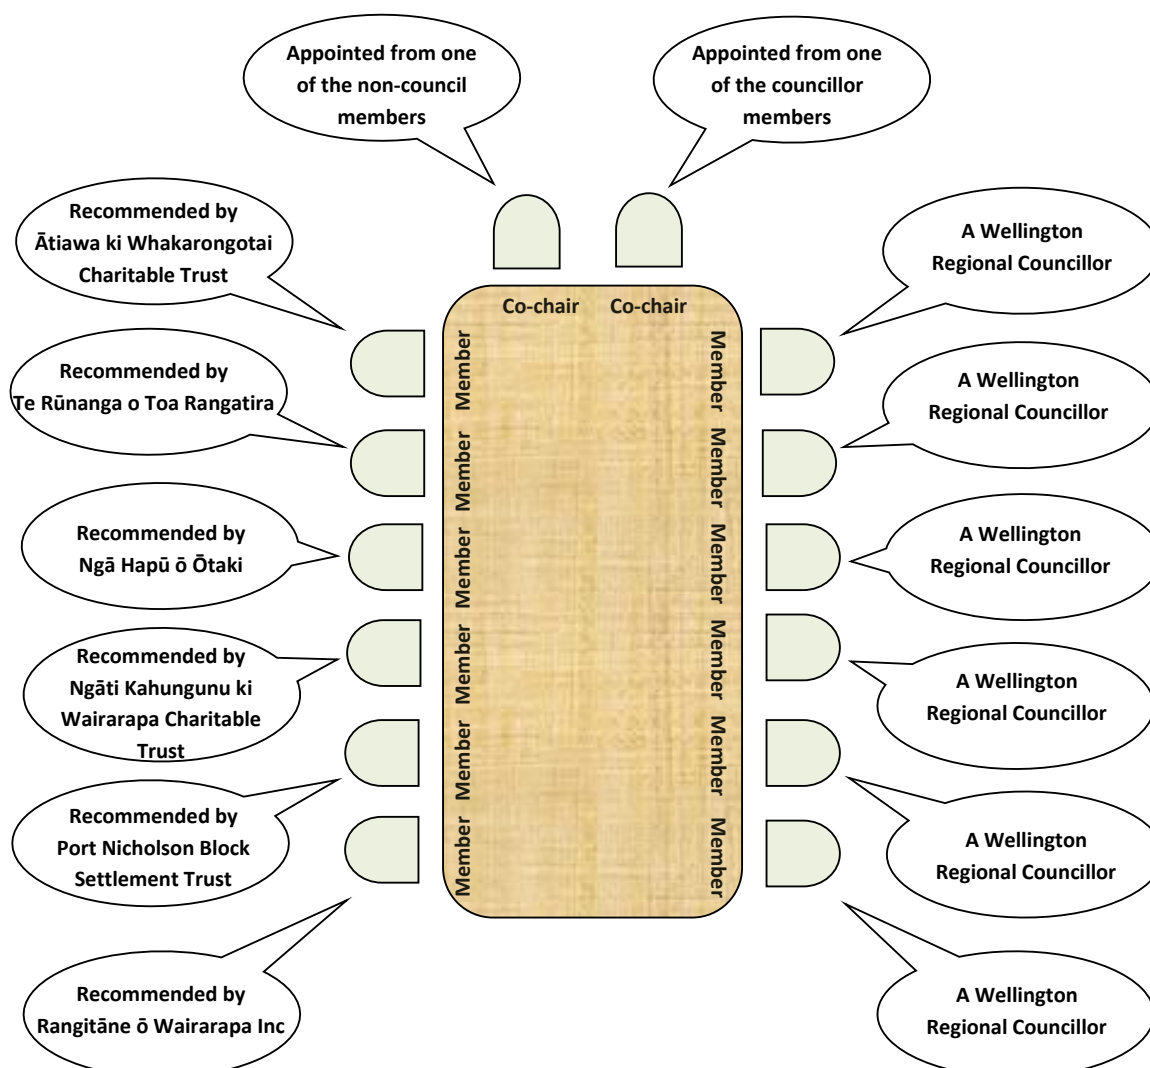 Appointed from one
of the non-council
members
Appointed from one
of the councillor
members
Recommended by
Ātiawa ki Whakarongotai
Charitable Trust
A Wellington
Regional Councillor
Co-chair
Co-chair
Member
Member
Recommended by
Te Rūnanga o Toa Rangatira
A Wellington
Regional Councillor
Member
Member
Recommended by
Ngā Hapū ō Ōtaki
A Wellington
Regional Councillor
Member
Member
Recommended by
Ngāti Kahungunu ki
Wairarapa Charitable
Trust
A Wellington
Regional Councillor
Member
Member
Recommended by
Port Nicholson Block
Settlement Trust
A Wellington
Regional Councillor
Member
Member
Recommended by
Rangitāne ō Wairarapa Inc
A Wellington
Regional Councillor
Member
Member